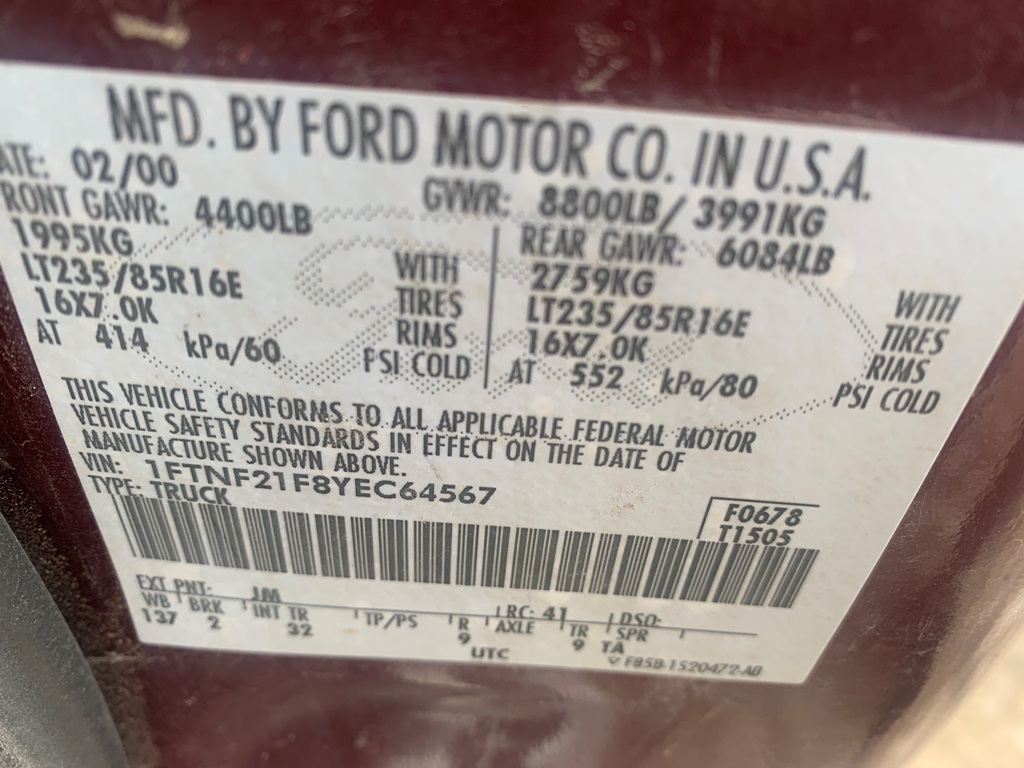 MFD. BY FORD MOTOR CO. IN U.S.A.
ATE: 02/00 GVWR: 8800LB/ 3991KG
RONT GAWR: 4400LB REAR GAWR: 6084LB
1995KG WITH 2759KG WITH
LT235/85R16E TIRES LT235/85R16E TIRES
16X7.0K RIMS 16X7.0K RIMS
AT 414 kPa/60 PSI COLD AT 552 kPa/80 PSI COLD
THIS VEHICLE CONFORMS TO ALL APPLICABLE FEDERAL MOTOR
VEHICLE SAFETY STANDARDS IN EFFECT ON THE DATE OF
MANUFACTURE SHOWN ABOVE.
VIN: 1FTNF21F8YEC64567
TYPE: TRUCK
F0678
T1505
EXT PNT: JM RC: 41 DSO:
WB BRK INT TR TP/PS R AXLE TR SPR
137 2 32 9 9 TA
UTC
F85B-1520472-AB